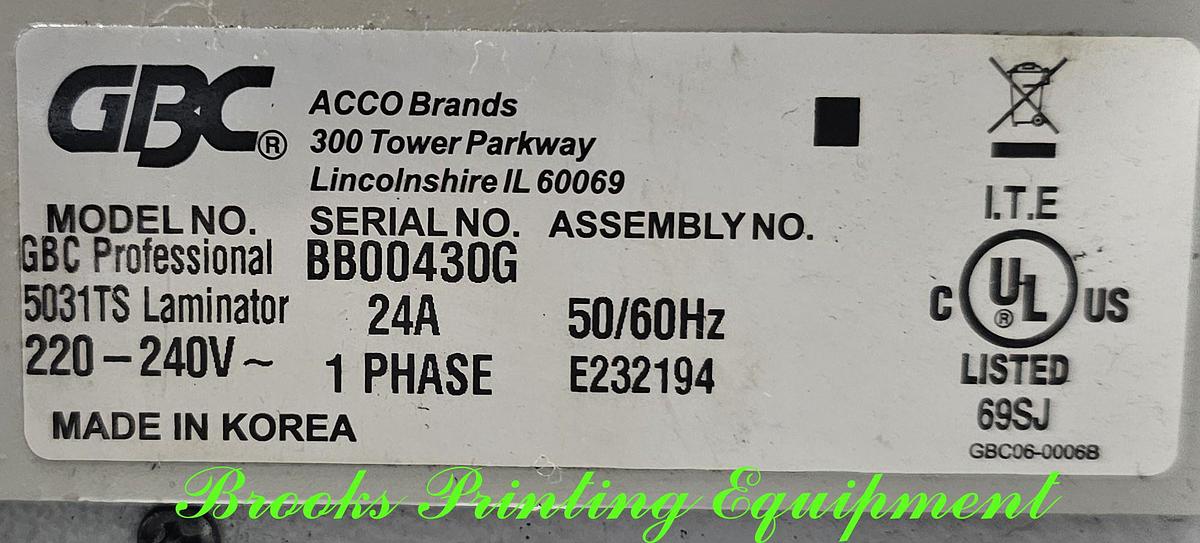 GBC®
ACCO Brands
300 Tower Parkway
Lincolnshire IL 60069
MODEL NO. SERIAL NO. ASSEMBLY NO.
GBC Professional BB00430G
5031TS Laminator 24A 50/60Hz
220-240V~ 1 PHASE E232194
MADE IN KOREA
I.T.E
C UL® US
LISTED
69SJ
GBC06-0006B
Brooks Printing Equipment